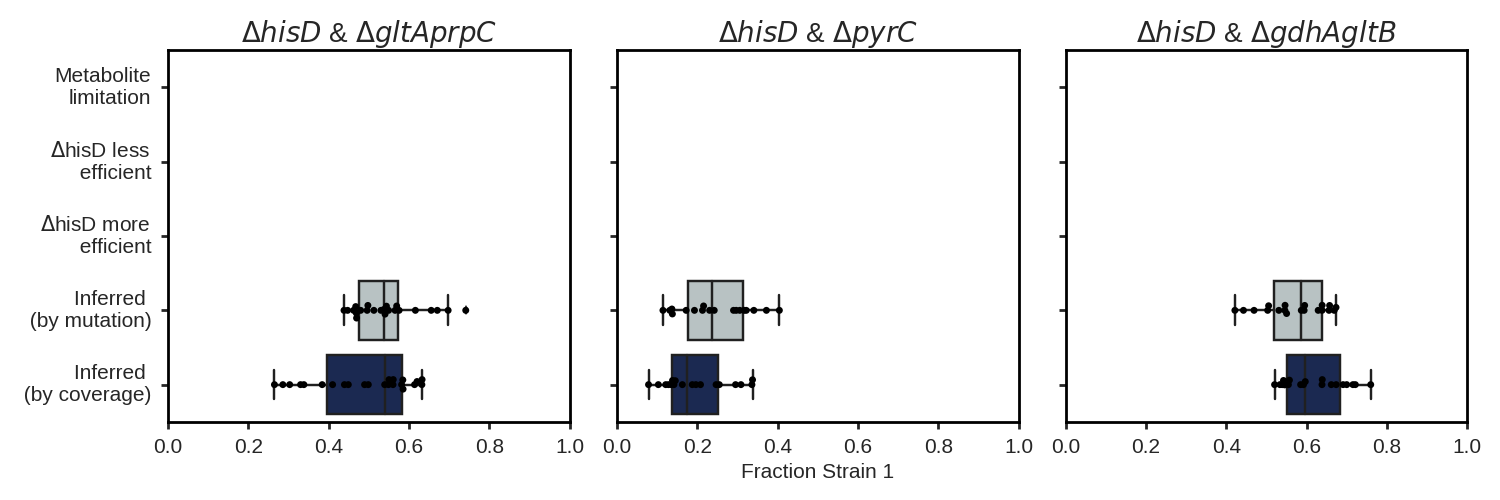 ΔhisD & ΔgltAprpC
ΔhisD & ΔpyrC
ΔhisD & ΔgdhAgltB
Metabolite
limitation
ΔhisD less
efficient
ΔhisD more
efficient
Inferred
(by mutation)
Inferred
(by coverage)
0.0 0.2 0.4 0.6 0.8 1.0
0.0 0.2 0.4 0.6 0.8 1.0
0.0 0.2 0.4 0.6 0.8 1.0
Fraction Strain 1